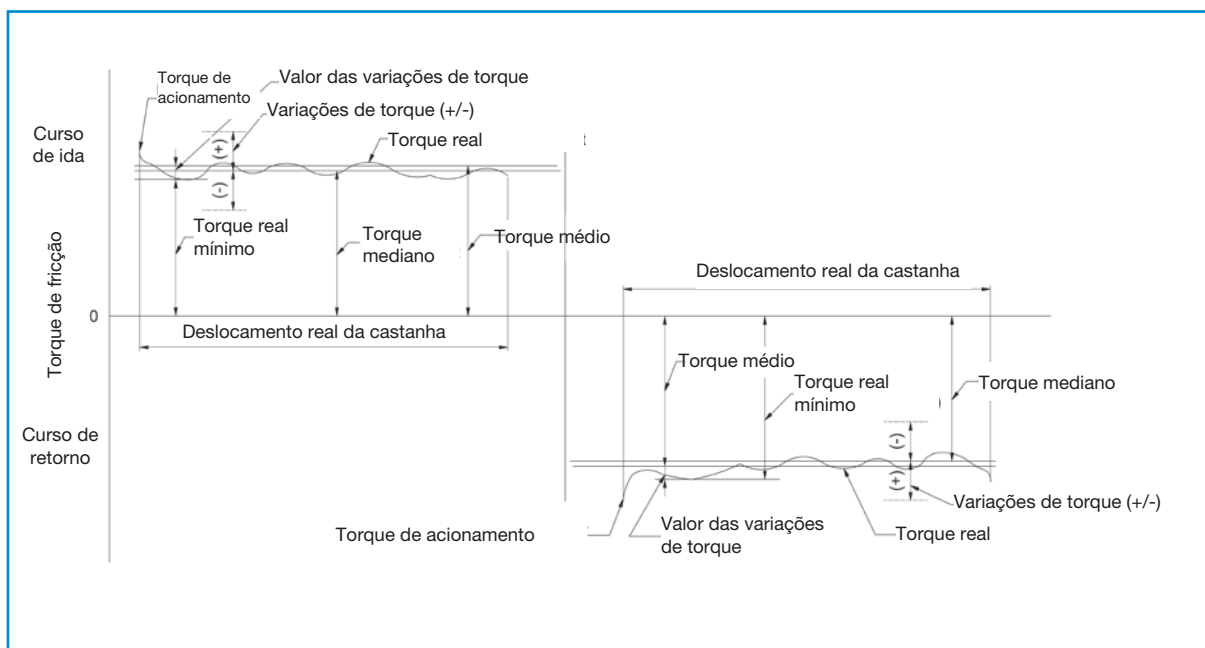 Torque de
acionamento
Valor das variações de torque
Variações de torque (+/-)
Curso
de ida
(+)
(-)
Torque real
Torque real
mínimo
Torque
mediano
Torque médio
Torque de fricção
0
Deslocamento real da castanha
Deslocamento real da castanha
Torque médio
Torque real
mínimo
Torque mediano
Curso de
retorno
(-)
(+)
Variações de torque (+/-)
Torque de acionamento
Valor das variações
de torque
Torque real